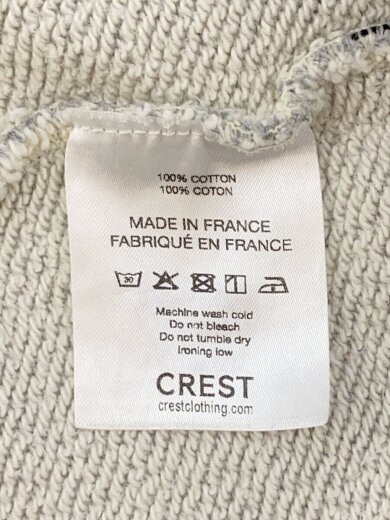 100% COTTON
100% COTON
MADE IN FRANCE
FABRIQUÉ EN FRANCE
30
Machine wash cold
Do not bleach
Do not tumble dry
Ironing low
CREST
crestclothing.com